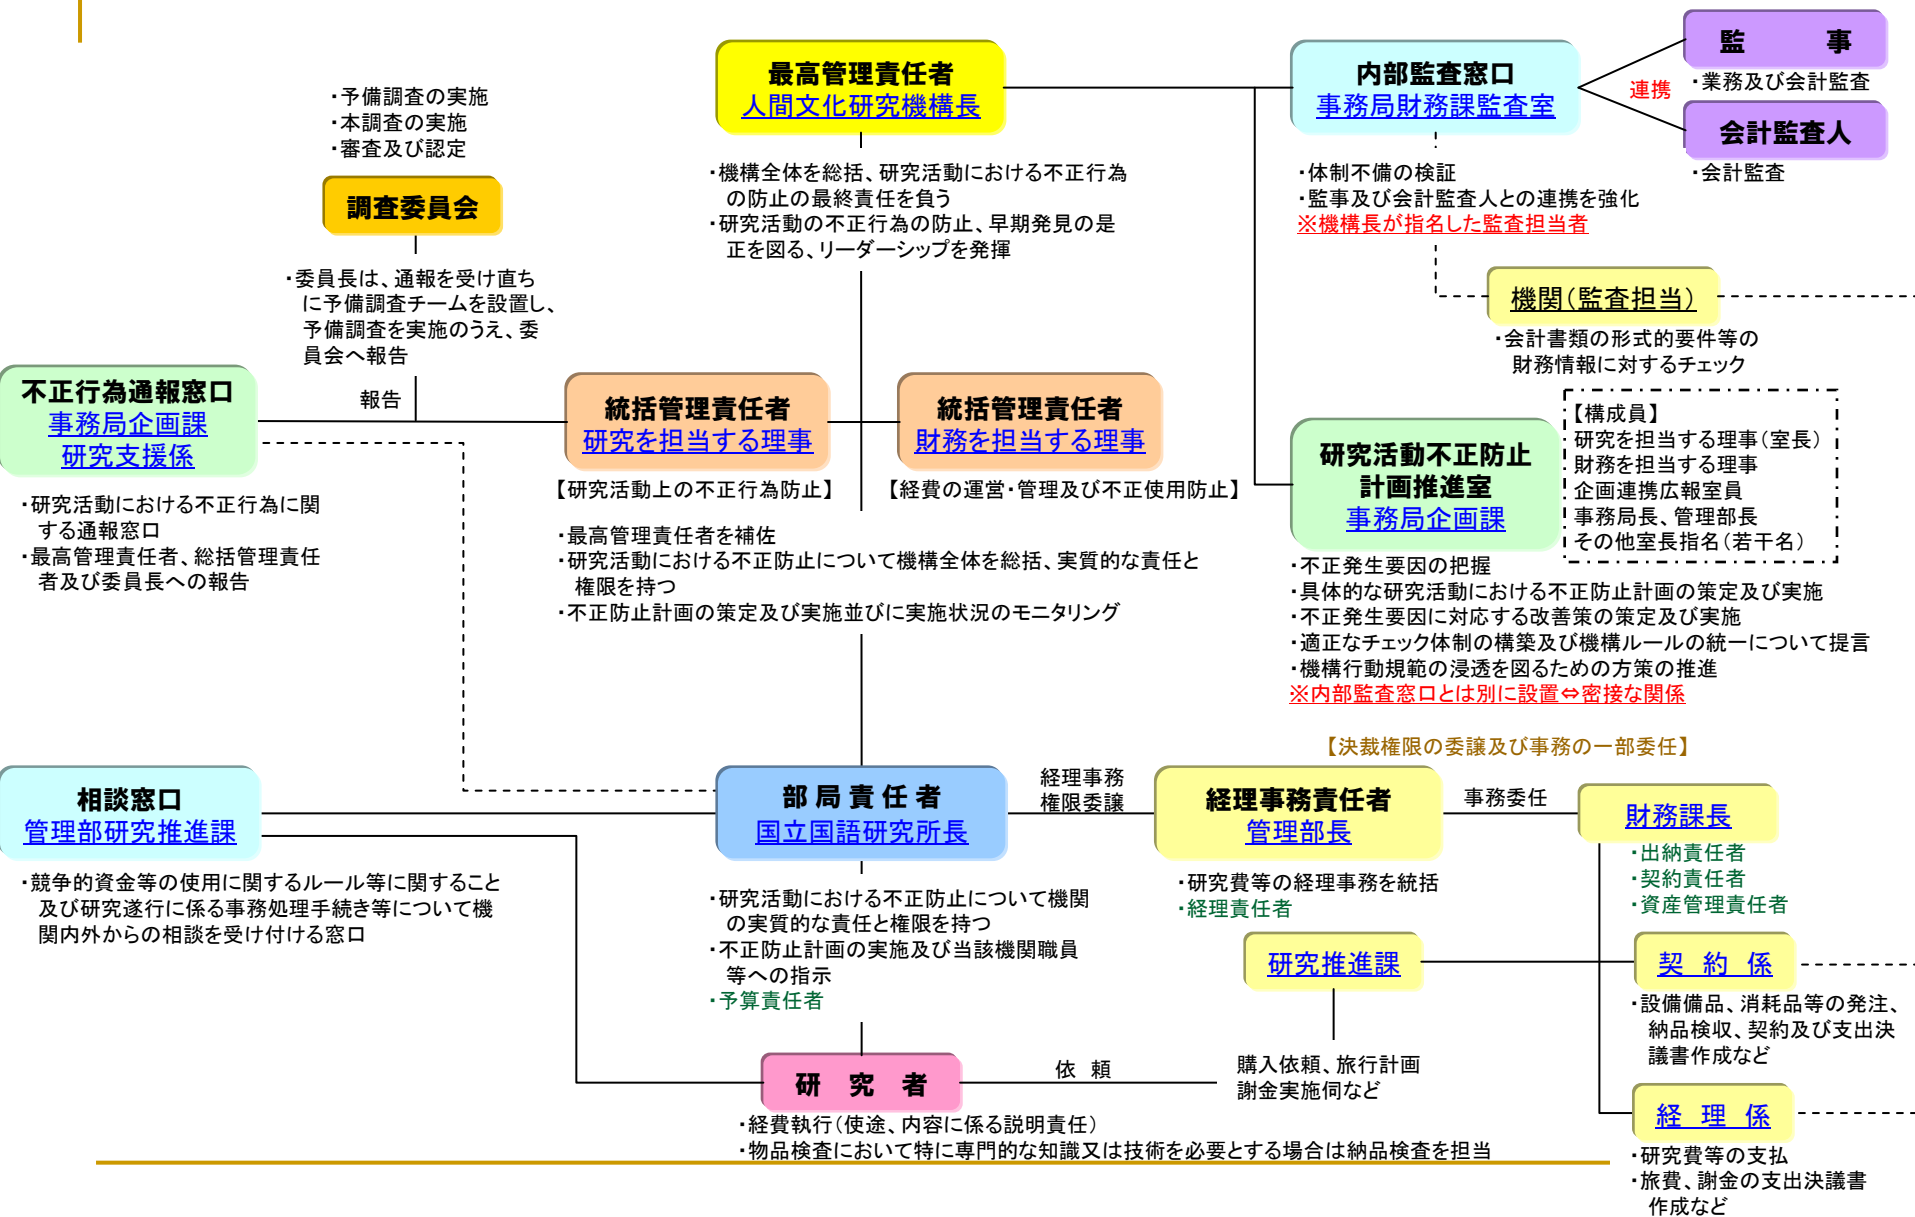 最高管理責任者
人間文化研究機構長
・機構全体を総括、研究活動における不正行為
の防止の最終責任を負う
・研究活動の不正行為の防止、早期発見の是
正を図る、リーダーシップを発揮
内部監査窓口
事務局財務課監査室
・体制不備の検証
・監事及び会計監査人との連携を強化
※機構長が指名した監査担当者
連携
監　　事
・業務及び会計監査
会計監査人
・会計監査
機関(監査担当)
・会計書類の形式的要件等の
財務情報に対するチェック
・予備調査の実施
・本調査の実施
・審査及び認定
調査委員会
・委員長は、通報を受け直ち
に予備調査チームを設置し、
予備調査を実施のうえ、委
員会へ報告
報告
不正行為通報窓口
事務局企画課
研究支援係
・研究活動における不正行為に関
する通報窓口
・最高管理責任者、総括管理責任
者及び委員長への報告
統括管理責任者
研究を担当する理事
【研究活動上の不正行為防止】
統括管理責任者
財務を担当する理事
【経費の運営・管理及び不正使用防止】
・最高管理責任者を補佐
・研究活動における不正防止について機構全体を総括、実質的な責任と
権限を持つ
・不正防止計画の策定及び実施並びに実施状況のモニタリング
研究活動不正防止
計画推進室
事務局企画課
【構成員】
研究を担当する理事(室長)
財務を担当する理事
企画連携広報室員
事務局長、管理部長
その他室長指名(若干名)
・不正発生要因の把握
・具体的な研究活動における不正防止計画の策定及び実施
・不正発生要因に対応する改善策の策定及び実施
・適正なチェック体制の構築及び機構ルールの統一について提言
・機構行動規範の浸透を図るための方策の推進
※内部監査窓口とは別に設置⇔密接な関係
【決裁権限の委譲及び事務の一部委任】
相談窓口
管理部研究推進課
・競争的資金等の使用に関するルール等に関すること
及び研究遂行に係る事務処理手続き等について機
関内外からの相談を受け付ける窓口
部局責任者
国立国語研究所長
・研究活動における不正防止について機関
の実質的な責任と権限を持つ
・不正防止計画の実施及び当該機関職員
等への指示
・予算責任者
経理事務
権限委譲
経理事務責任者
管理部長
・研究費等の経理事務を統括
・経理責任者
事務委任
財務課長
・出納責任者
・契約責任者
・資産管理責任者
研究推進課
契 約 係
・設備備品、消耗品等の発注、
納品検収、契約及び支出決
議書作成など
研 究 者
依 頼
購入依頼、旅行計画
謝金実施伺など
・経費執行(使途、内容に係る説明責任)
・物品検査において特に専門的な知識又は技術を必要とする場合は納品検査を担当
経 理 係
・研究費等の支払
・旅費、謝金の支出決議書
作成など